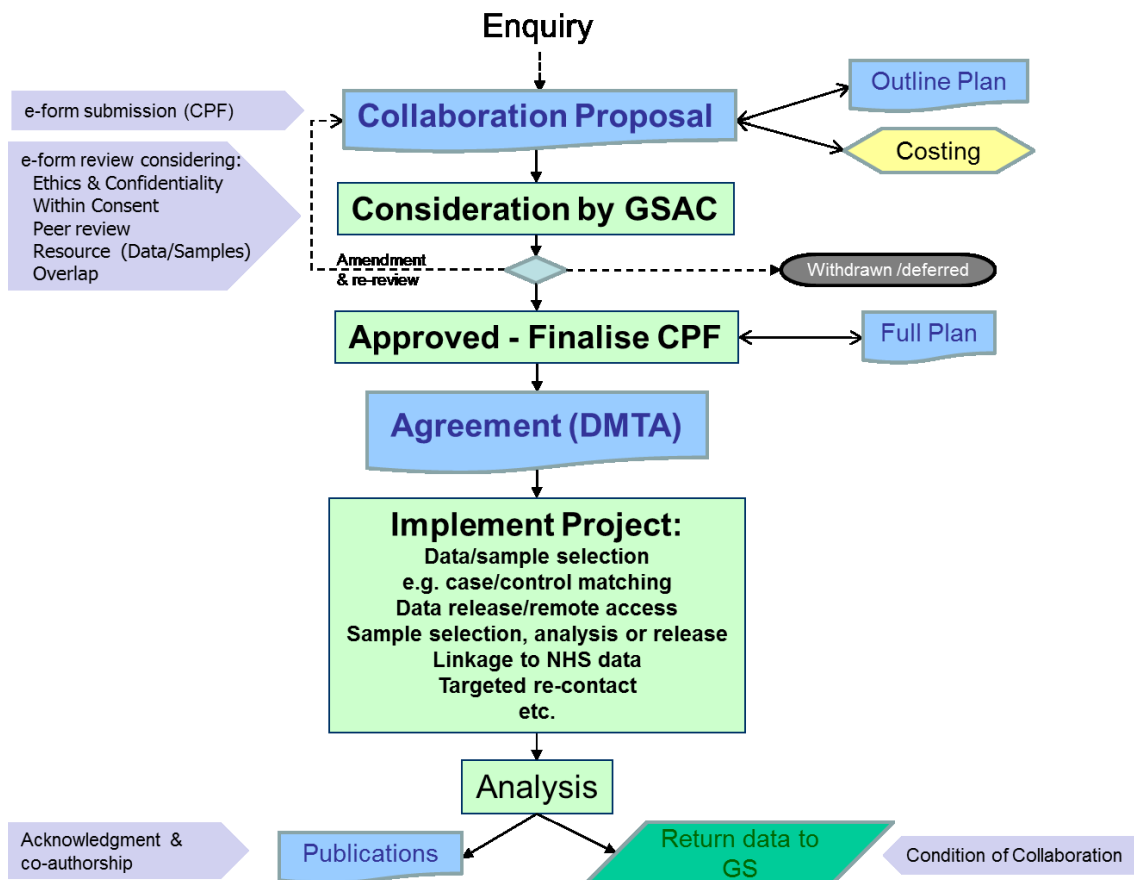 Enquiry
e-form submission (CPF)
Collaboration Proposal
Outline Plan
Costing
e-form review considering:
Ethics & Confidentiality
Within Consent
Peer review
Resource (Data/Samples)
Overlap
Consideration by GSAC
Amendment
& re-review
Withdrawn /deferred
Approved - Finalise CPF
Full Plan
Agreement (DMTA)
Implement Project:
Data/sample selection
e.g. case/control matching
Data release/remote access
Sample selection, analysis or release
Linkage to NHS data
Targeted re-contact
etc.
Analysis
Acknowledgment &
co-authorship
Publications
Return data to
GS
Condition of Collaboration